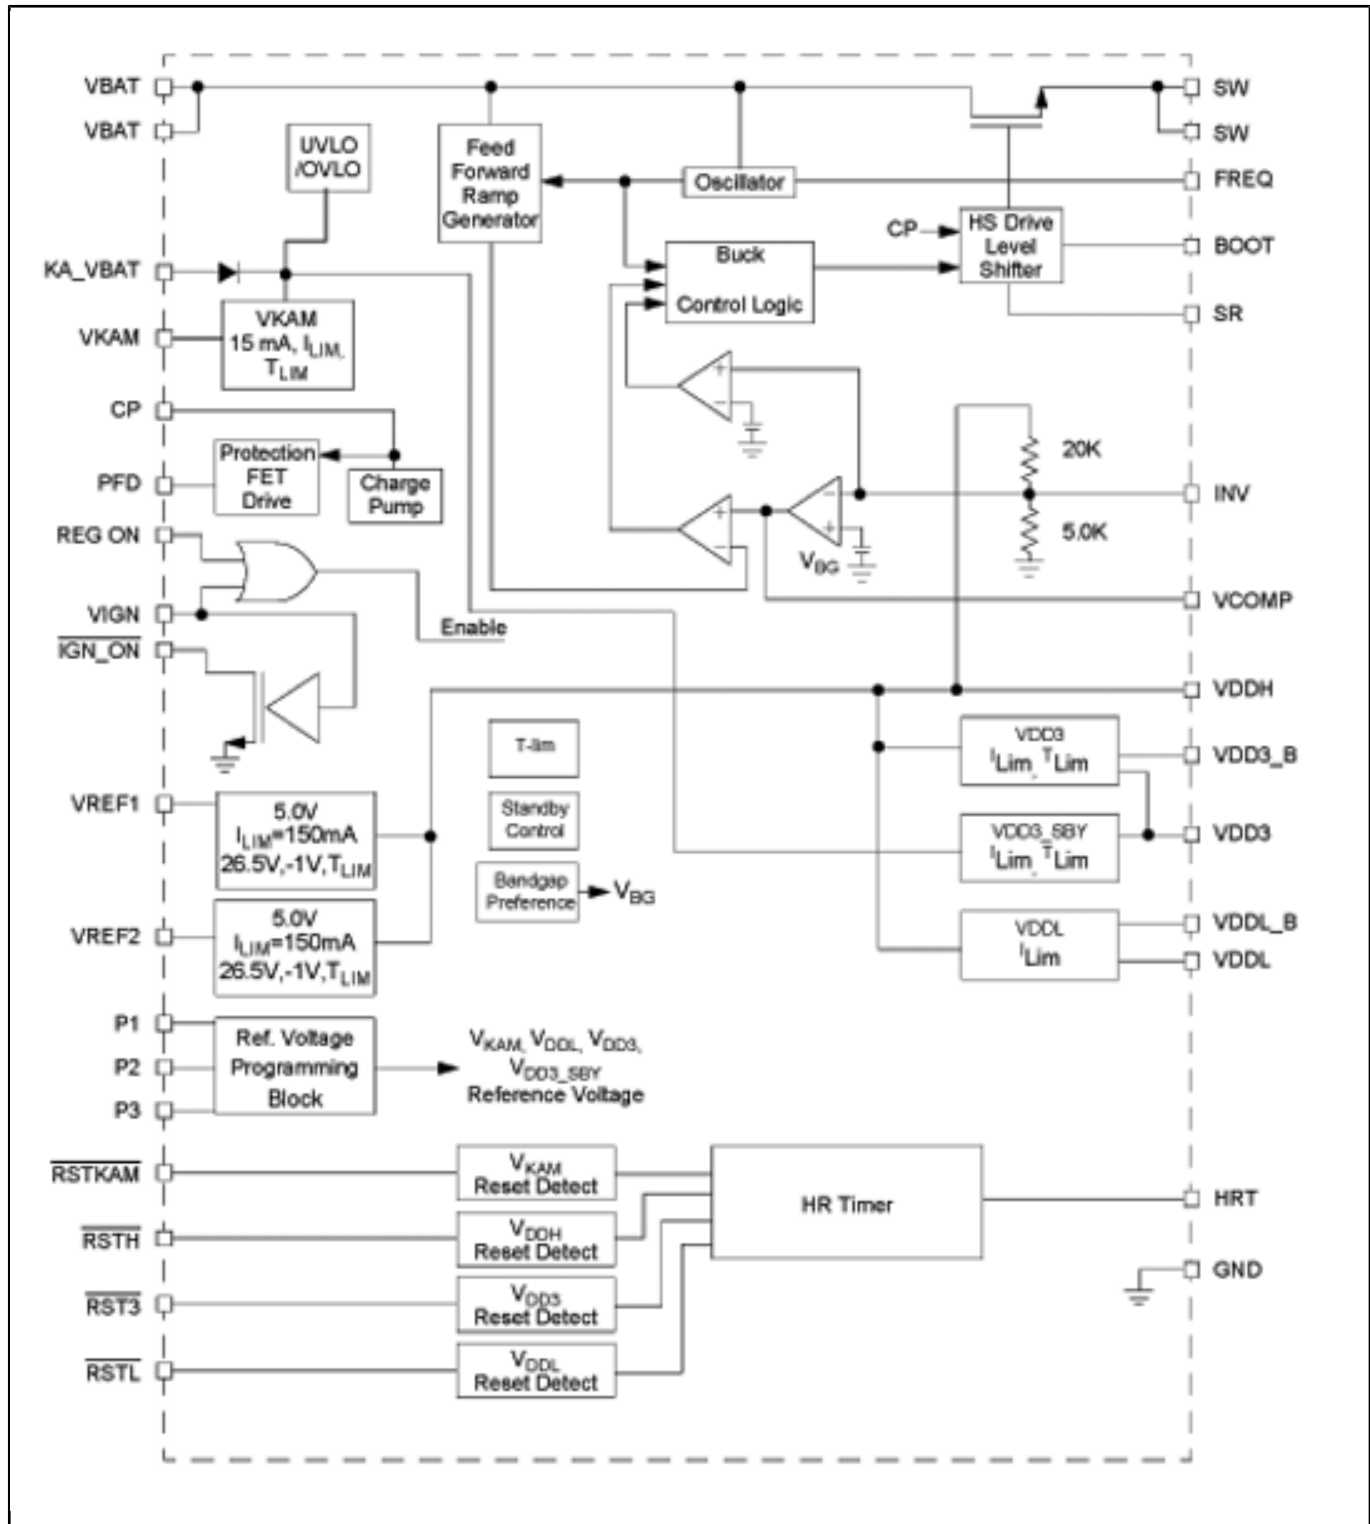 VBAT
VBAT
UVLO
/OVLO
Feed
Forward
Ramp
Generator
Oscillator
SW
SW
FREQ
CP
HS Drive
Level
Shifter
BOOT
SR
Buck
Control Logic
KA_VBAT
VKAM
VKAM
15 mA, ILIM,
TLIM
CP
PFD
Protection
FET
Drive
Charge
Pump
+
−
20K
5.0K
INV
+
−
−
+
VBG
VCOMP
REG ON
VIGN
IGN_ON
Enable
VDDH
T-lim
Standby
Control
Bandgap
Preference
VBG
VDD3
ILim, TLim
VDD3_B
VDD3_SBY
ILim, TLim
VDD3
VDDL
ILim
VDDL_B
VDDL
VREF1
5.0V
ILIM=150mA
26.5V,-1V,TLIM
VREF2
5.0V
ILIM=150mA
26.5V,-1V,TLIM
P1
P2
P3
Ref. Voltage
Programming
Block
VKAM, VDDL, VDD3,
VDD3_SBY
Reference Voltage
RSTKAM
VKAM
Reset Detect
RSTH
VDDH
Reset Detect
RST3
VDD3
Reset Detect
RSTL
VDDL
Reset Detect
HR Timer
HRT
GND